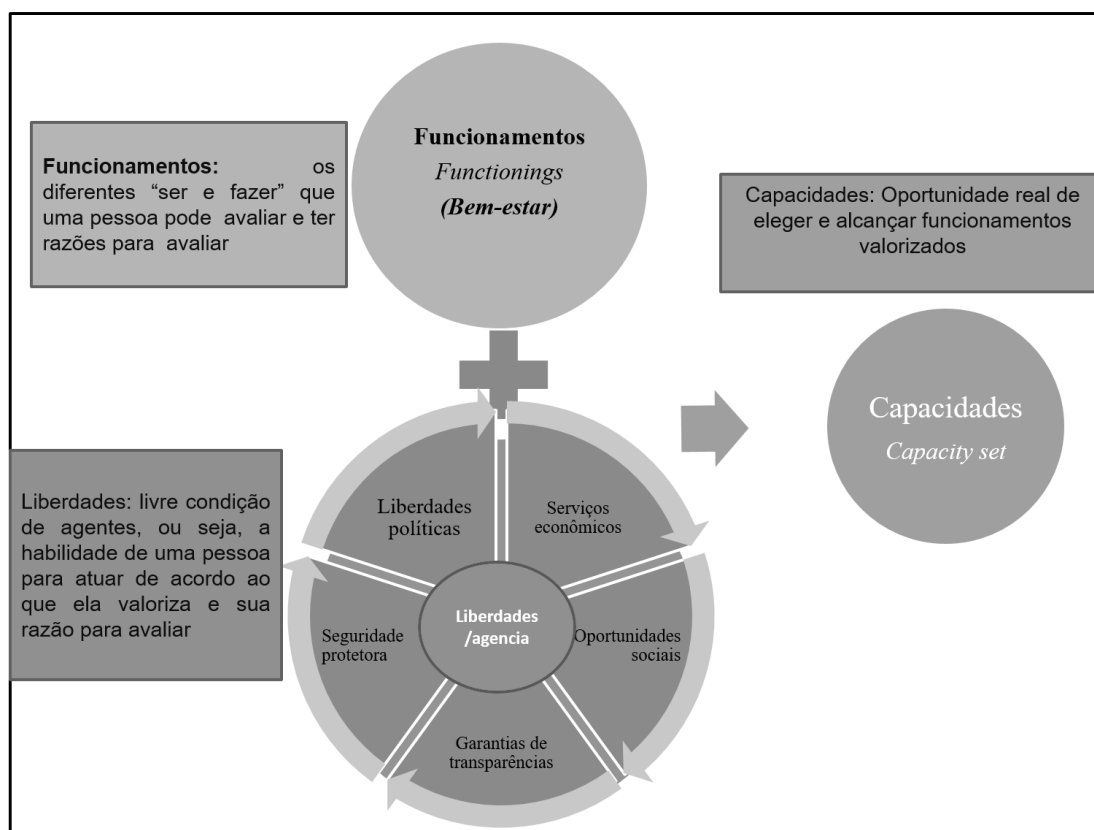 Funcionamentos
Functionings
(Bem-estar)
Funcionamentos: os
diferentes “ser e fazer” que
uma pessoa pode avaliar e ter
razões para avaliar
Capacidades: Oportunidade real de
eleger e alcançar funcionamentos
valorizados
Capacidades
Capacity set
Liberdades: livre condição
de agentes, ou seja, a
habilidade de uma pessoa
para atuar de acordo ao
que ela valoriza e sua
razão para avaliar
Liberdades
políticas
Serviços
econômicos
Liberdades
/agencia
Seguridade
protetora
Oportunidades
sociais
Garantias de
transparências